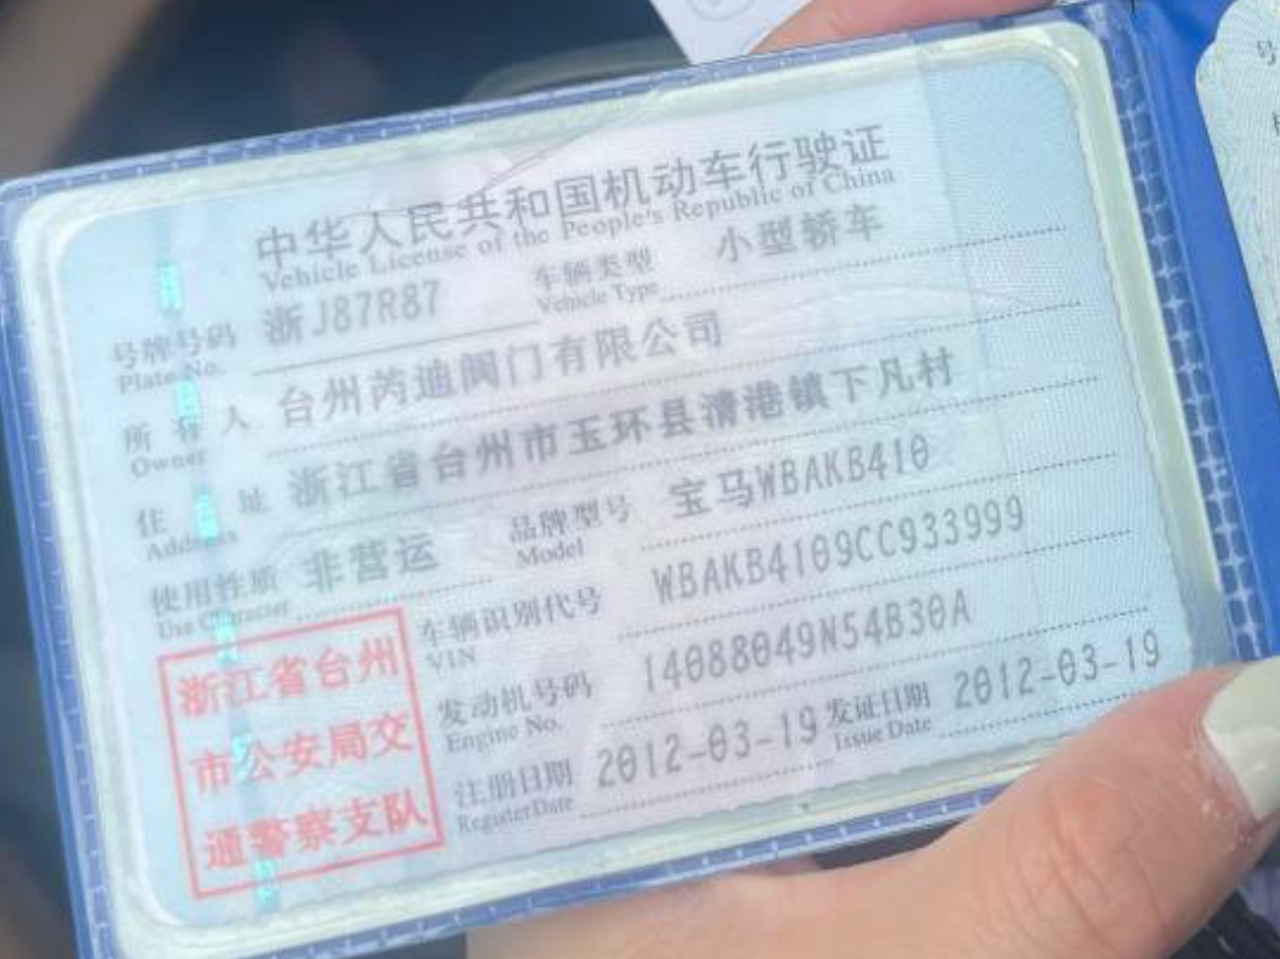 中华人民共和国机动车行驶证
Vehicle License of the People's Republic of China
号牌号码 浙J87R87 车辆类型 小型轿车
Plate No. Vehicle Type
所有人 台州芮迪阀门有限公司
Owner
住址 浙江省台州市玉环县清港镇下凡村
Address
使用性质 非营运 品牌型号 宝马WBAKB410
Use Character Model
车辆识别代号 WBAKB4109CC933999
VIN
发动机号码 14088049N54B30A
Engine No.
注册日期 2012-03-19 发证日期 2012-03-19
Register Date Issue Date
浙江省台州
市公安局交
通警察支队
号